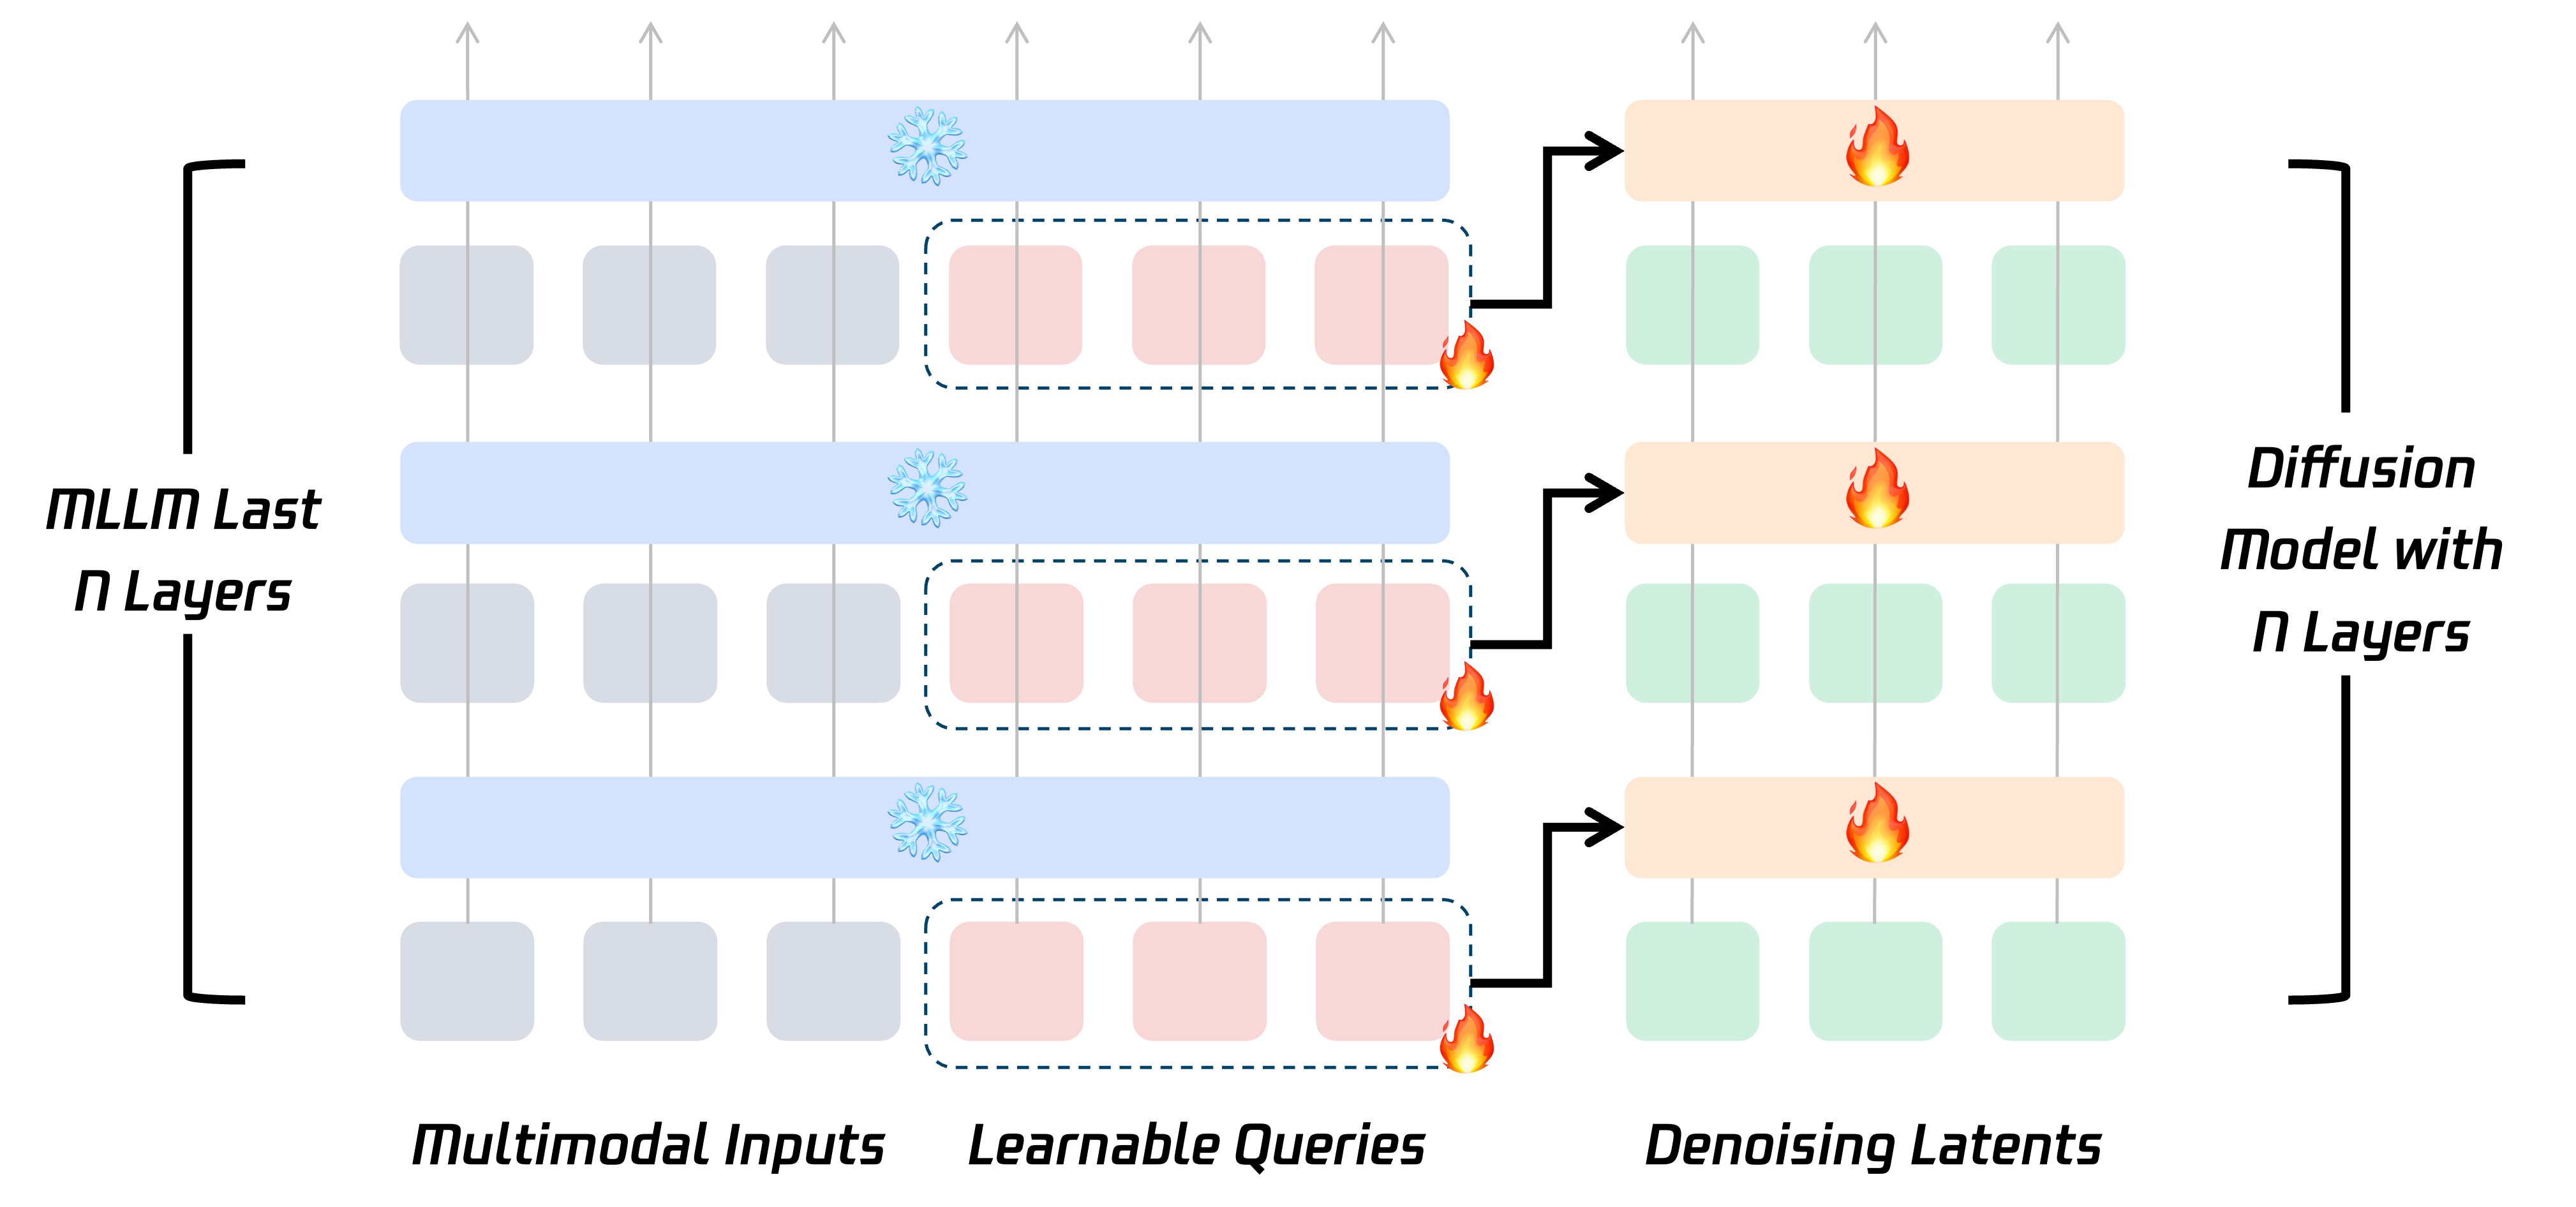 MLLM Last
N Layers
Diffusion
Model with
N Layers
Multimodal Inputs
Learnable Queries
Denoising Latents